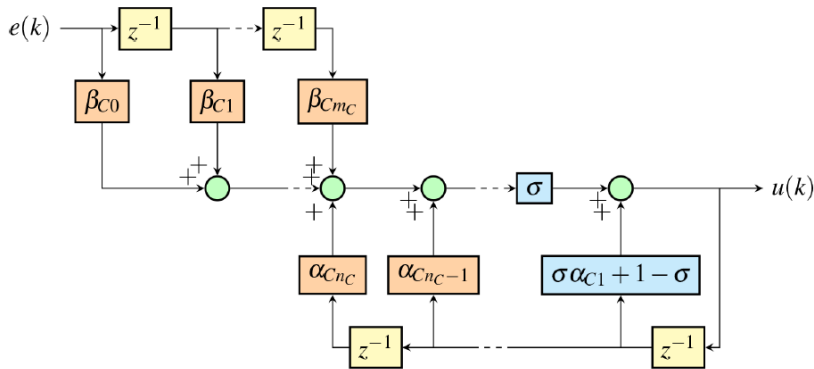 e(k) z⁻¹ z⁻¹
β_{C0} β_{C1} β_{Cm_C}
+ + + + + + + σ + + u(k)
α_{Cn_C} α_{Cn_C−1} σα_{C1} + 1 − σ
z⁻¹ z⁻¹